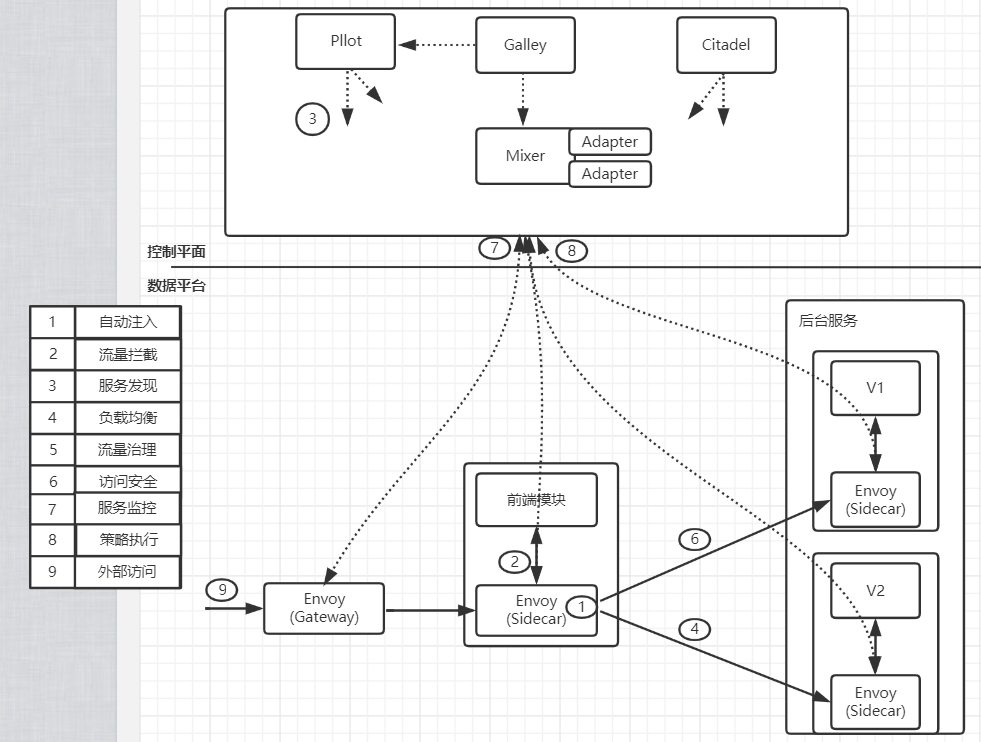 PIlot
Galley
Citadel
3
Mixer
Adapter
Adapter
控制平面
7
8
数据平台
1 自动注入
2 流量拦截
3 服务发现
4 负载均衡
5 流量治理
6 访问安全
7 服务监控
8 策略执行
9 外部访问
后台服务
V1
Envoy
(Sidecar)
前端模块
2
6
9
Envoy
(Gateway)
Envoy
(Sidecar)
1
4
V2
Envoy
(Sidecar)